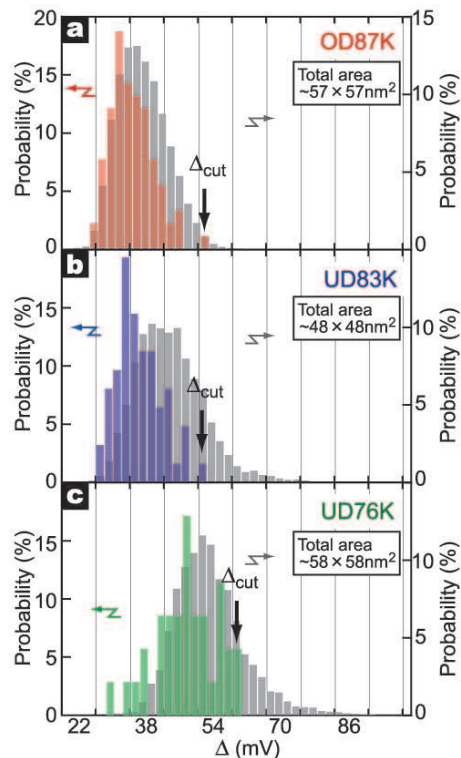 a
OD87K
Total area
~57 × 57nm²
Δcut
Probability (%)
20
15
10
5
0
Probability (%)
15
10
5
0
b
UD83K
Total area
~48 × 48nm²
Δcut
Probability (%)
15
10
5
0
Probability (%)
10
5
0
c
UD76K
Total area
~58 × 58nm²
Δcut
Probability (%)
15
10
5
0
Probability (%)
10
5
0
22 38 54 70 86
Δ (mV)